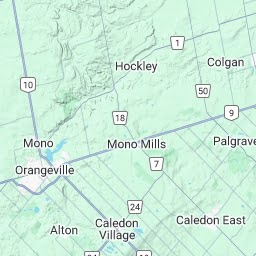 1
Colgan
Hockley
10
50
18
9
Mono
Mono Mills
Palgrave
7
Orangeville
24
Caledon
Village
Caledon East
Alton
24